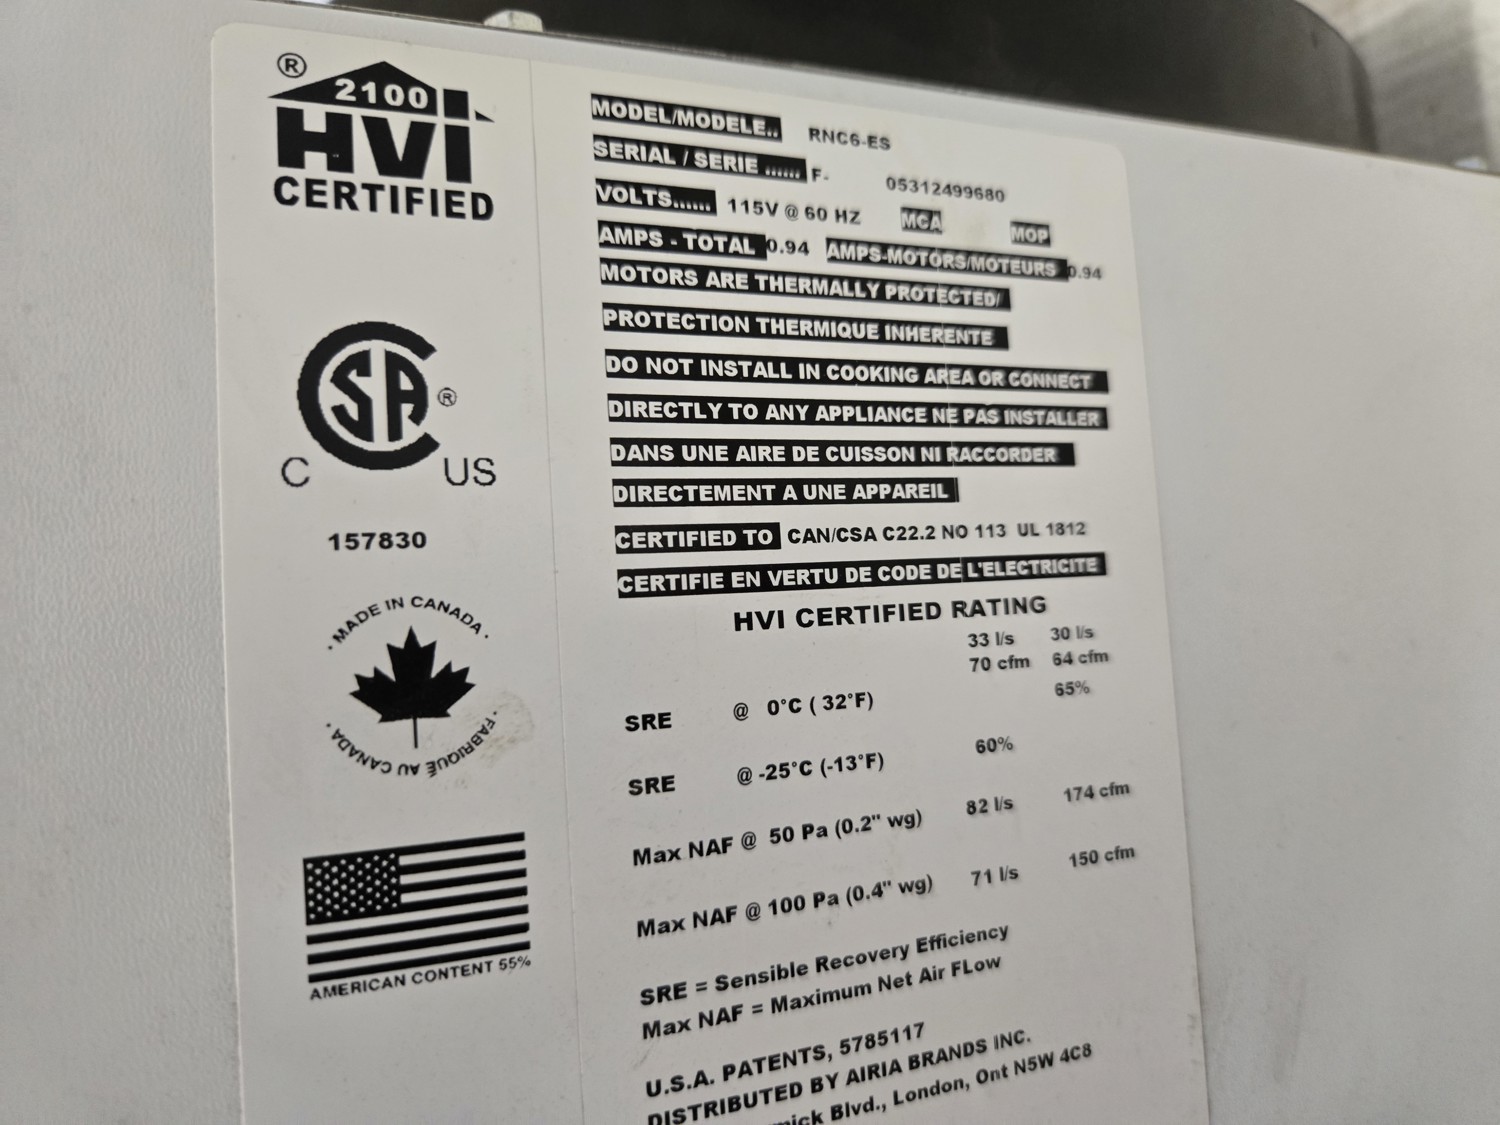 ®
2100
HVI
CERTIFIED
CSA ®
C US
157830
· MADE IN CANADA ·
· FABRIQUÉ AU CANADA ·
AMERICAN CONTENT 55%
MODEL/MODELE.. RNC6-ES
SERIAL / SERIE ...... F- 05312499680
VOLTS...... 115V @ 60 HZ MCA MOP
AMPS - TOTAL 0.94 AMPS-MOTORS/MOTEURS 0.94
MOTORS ARE THERMALLY PROTECTED/
PROTECTION THERMIQUE INHERENTE
DO NOT INSTALL IN COOKING AREA OR CONNECT
DIRECTLY TO ANY APPLIANCE NE PAS INSTALLER
DANS UNE AIRE DE CUISSON NI RACCORDER
DIRECTEMENT A UNE APPAREIL
CERTIFIED TO CAN/CSA C22.2 NO 113 UL 1812
CERTIFIE EN VERTU DE CODE DE L'ELECTRICITE
HVI CERTIFIED RATING
33 l/s 30 l/s
70 cfm 64 cfm
SRE @ 0°C ( 32°F) 65%
SRE @ -25°C (-13°F) 60%
Max NAF @ 50 Pa (0.2" wg) 82 l/s 174 cfm
Max NAF @ 100 Pa (0.4" wg) 71 l/s 150 cfm
SRE = Sensible Recovery Efficiency
Max NAF = Maximum Net Air FLow
U.S.A. PATENTS, 5785117
DISTRIBUTED BY AIRIA BRANDS INC.
Blvd., London, Ont N5W 4C8